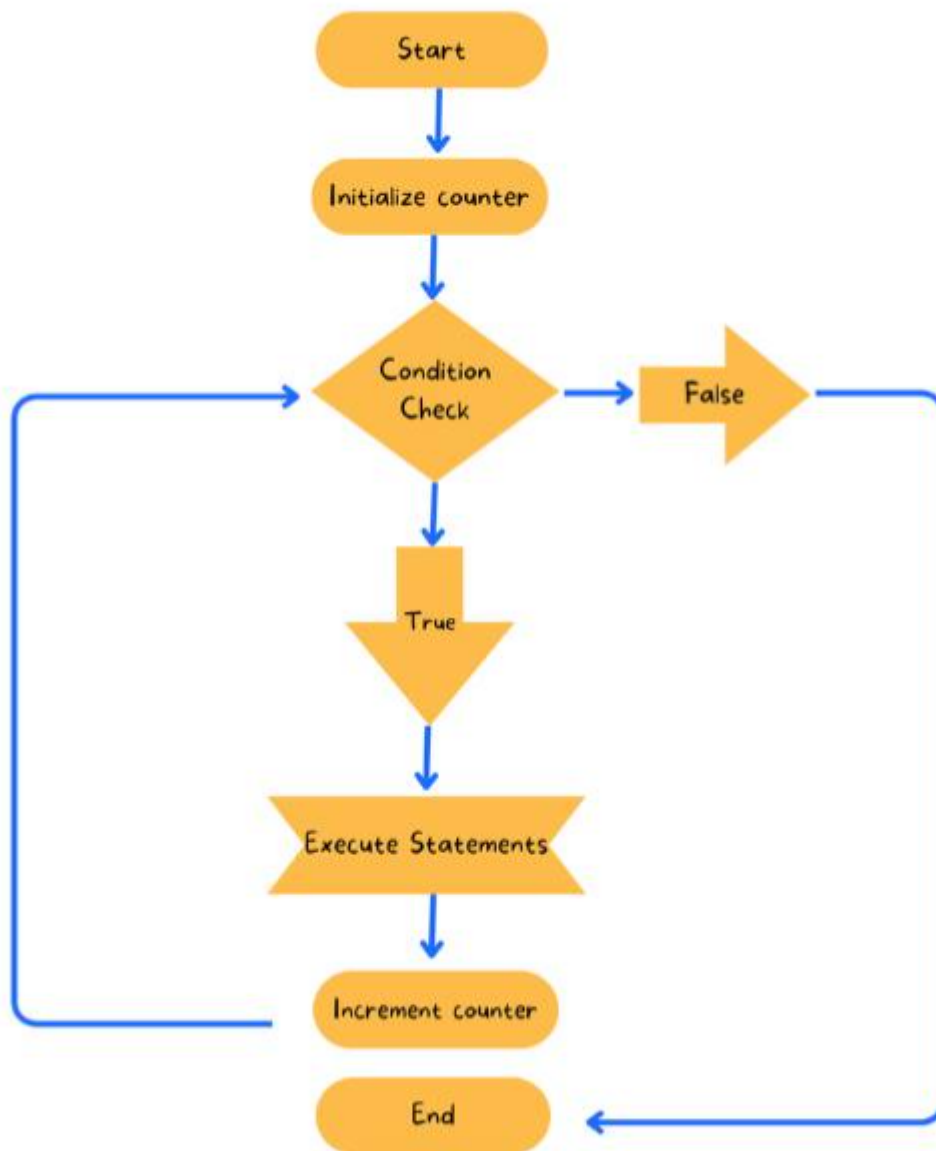 Start
Initialize counter
Condition
Check
False
True
Execute Statements
Increment counter
End